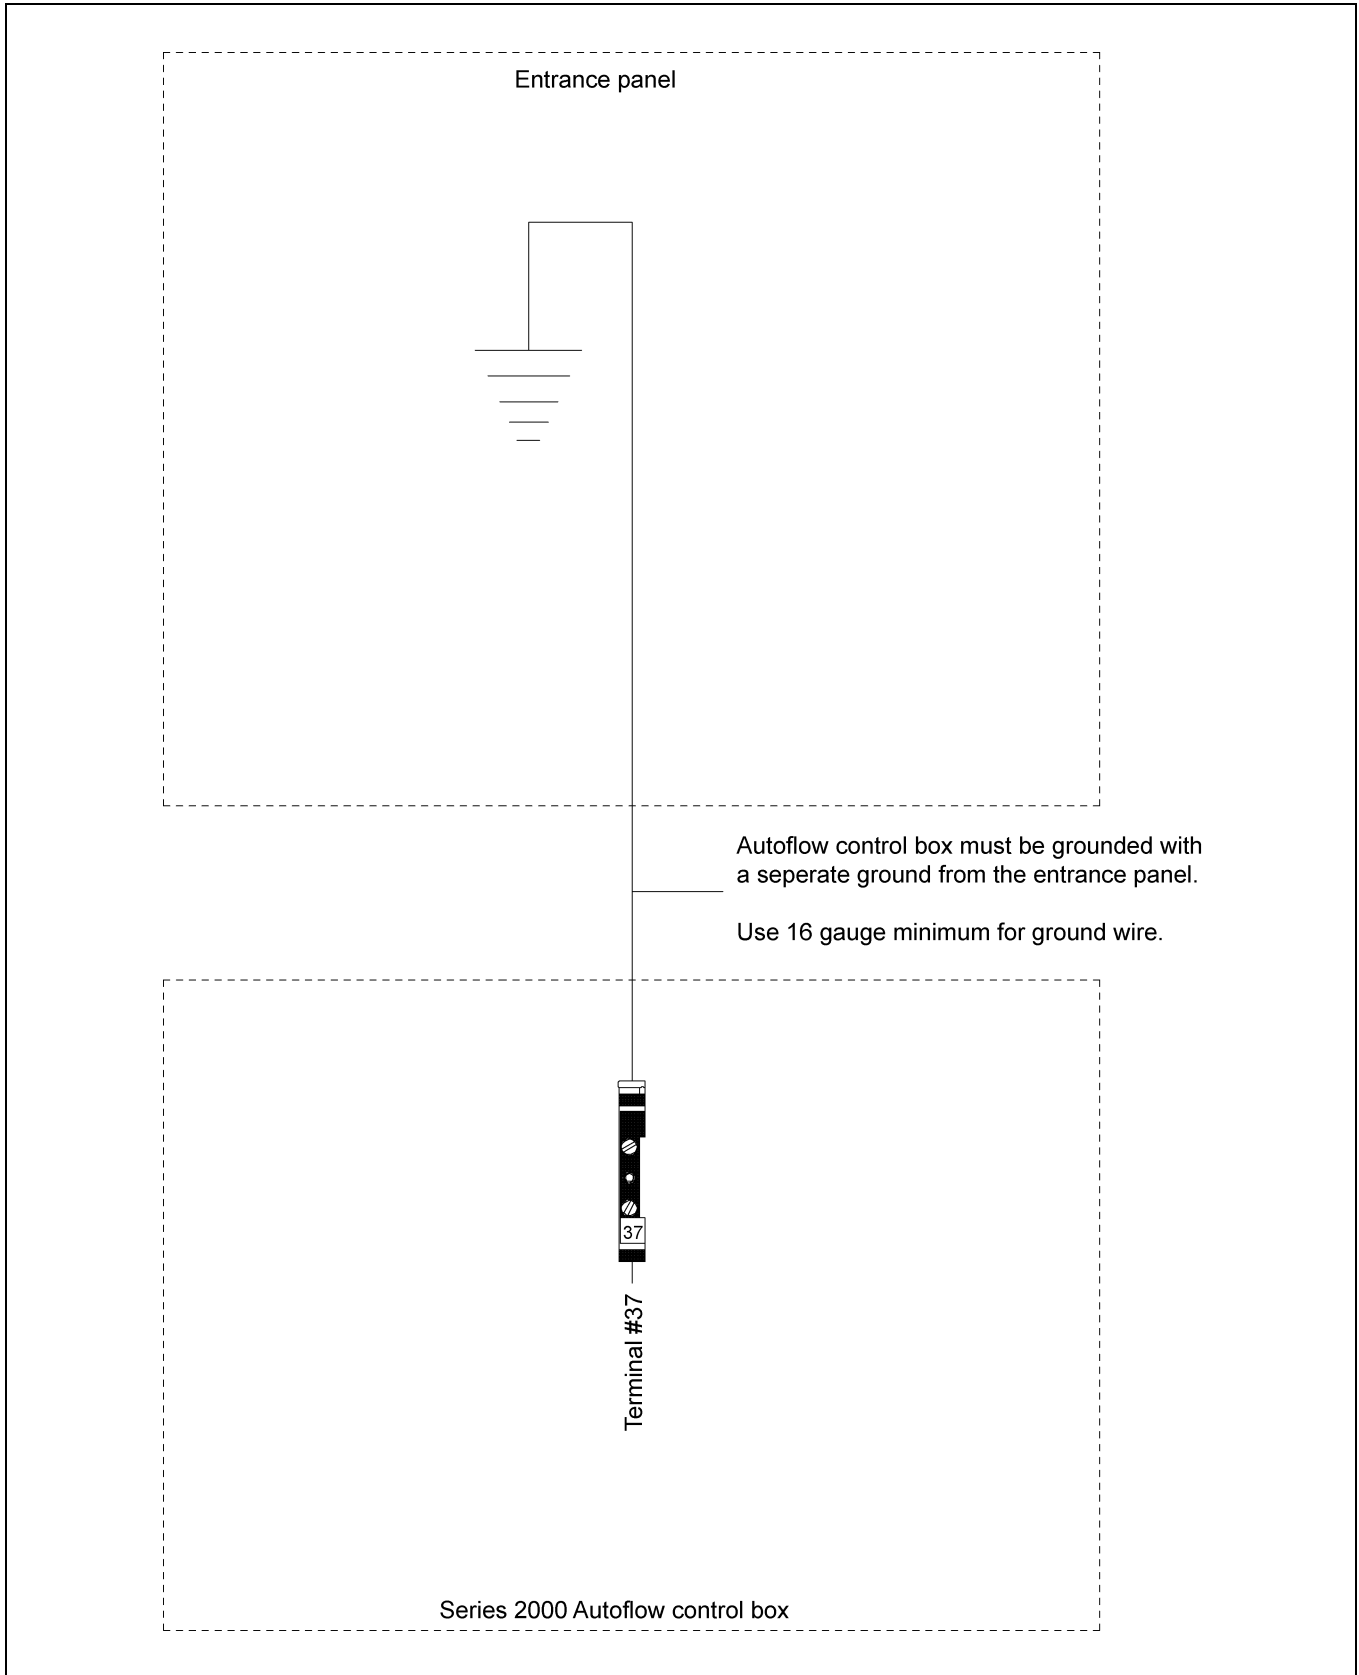 Entrance panel
Autoflow control box must be grounded with
a seperate ground from the entrance panel.
Use 16 gauge minimum for ground wire.
37
Terminal #37
Series 2000 Autoflow control box